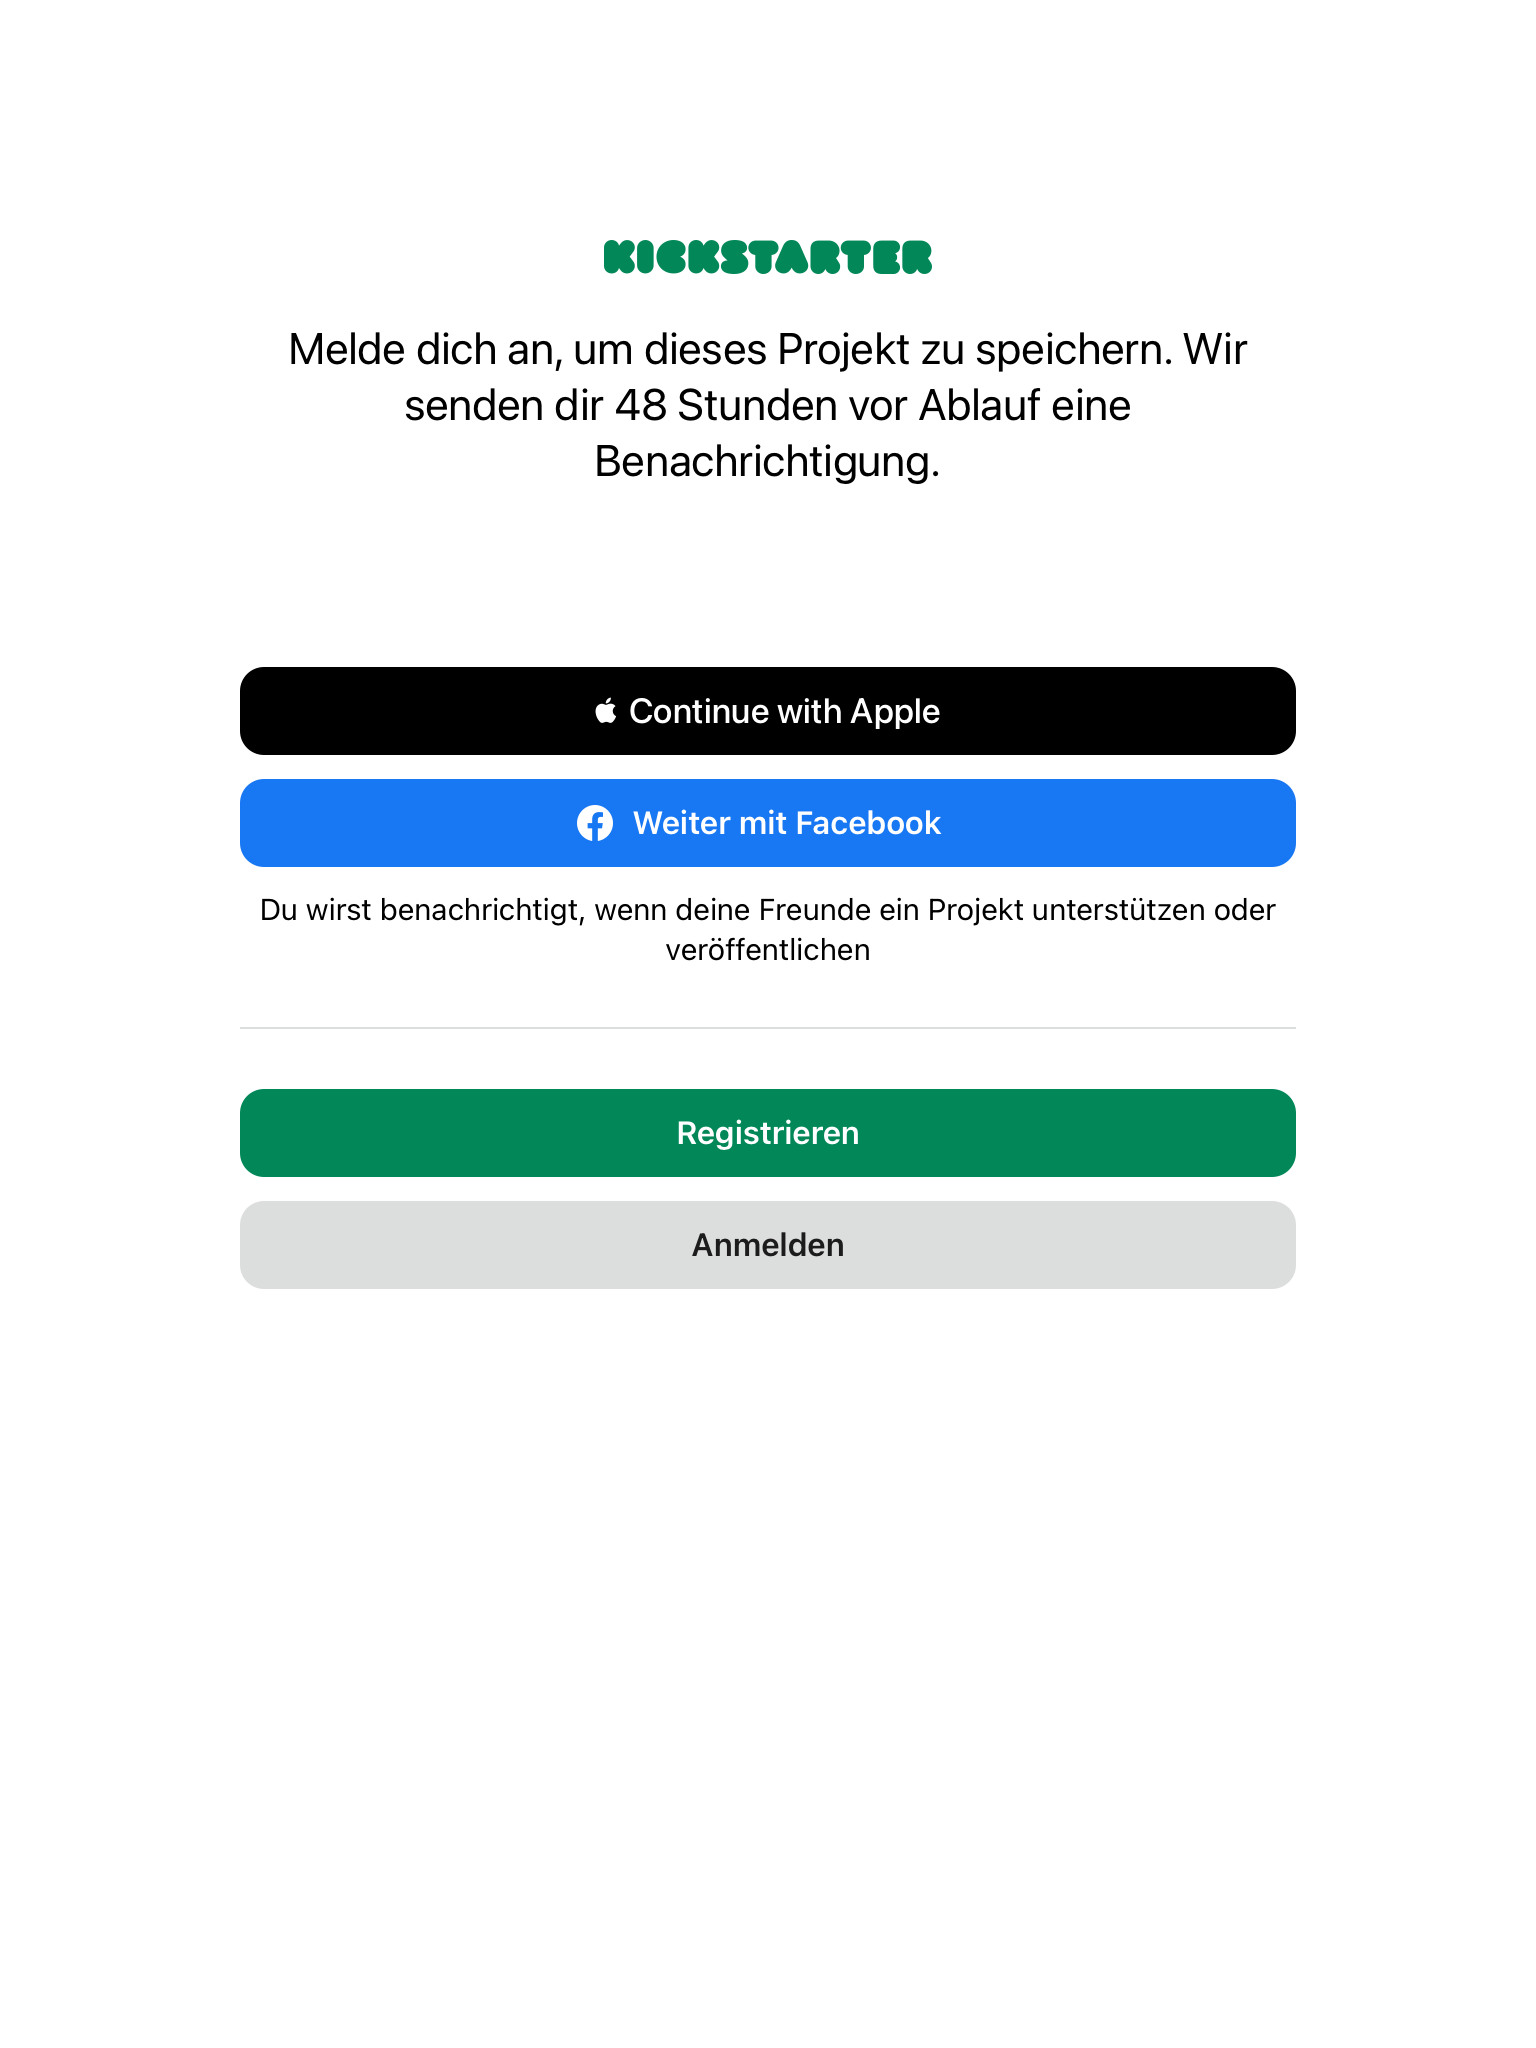 KICKSTARTER
Melde dich an, um dieses Projekt zu speichern. Wir
senden dir 48 Stunden vor Ablauf eine
Benachrichtigung.
Continue with Apple
Weiter mit Facebook
Du wirst benachrichtigt, wenn deine Freunde ein Projekt unterstützen oder
veröffentlichen
Registrieren
Anmelden